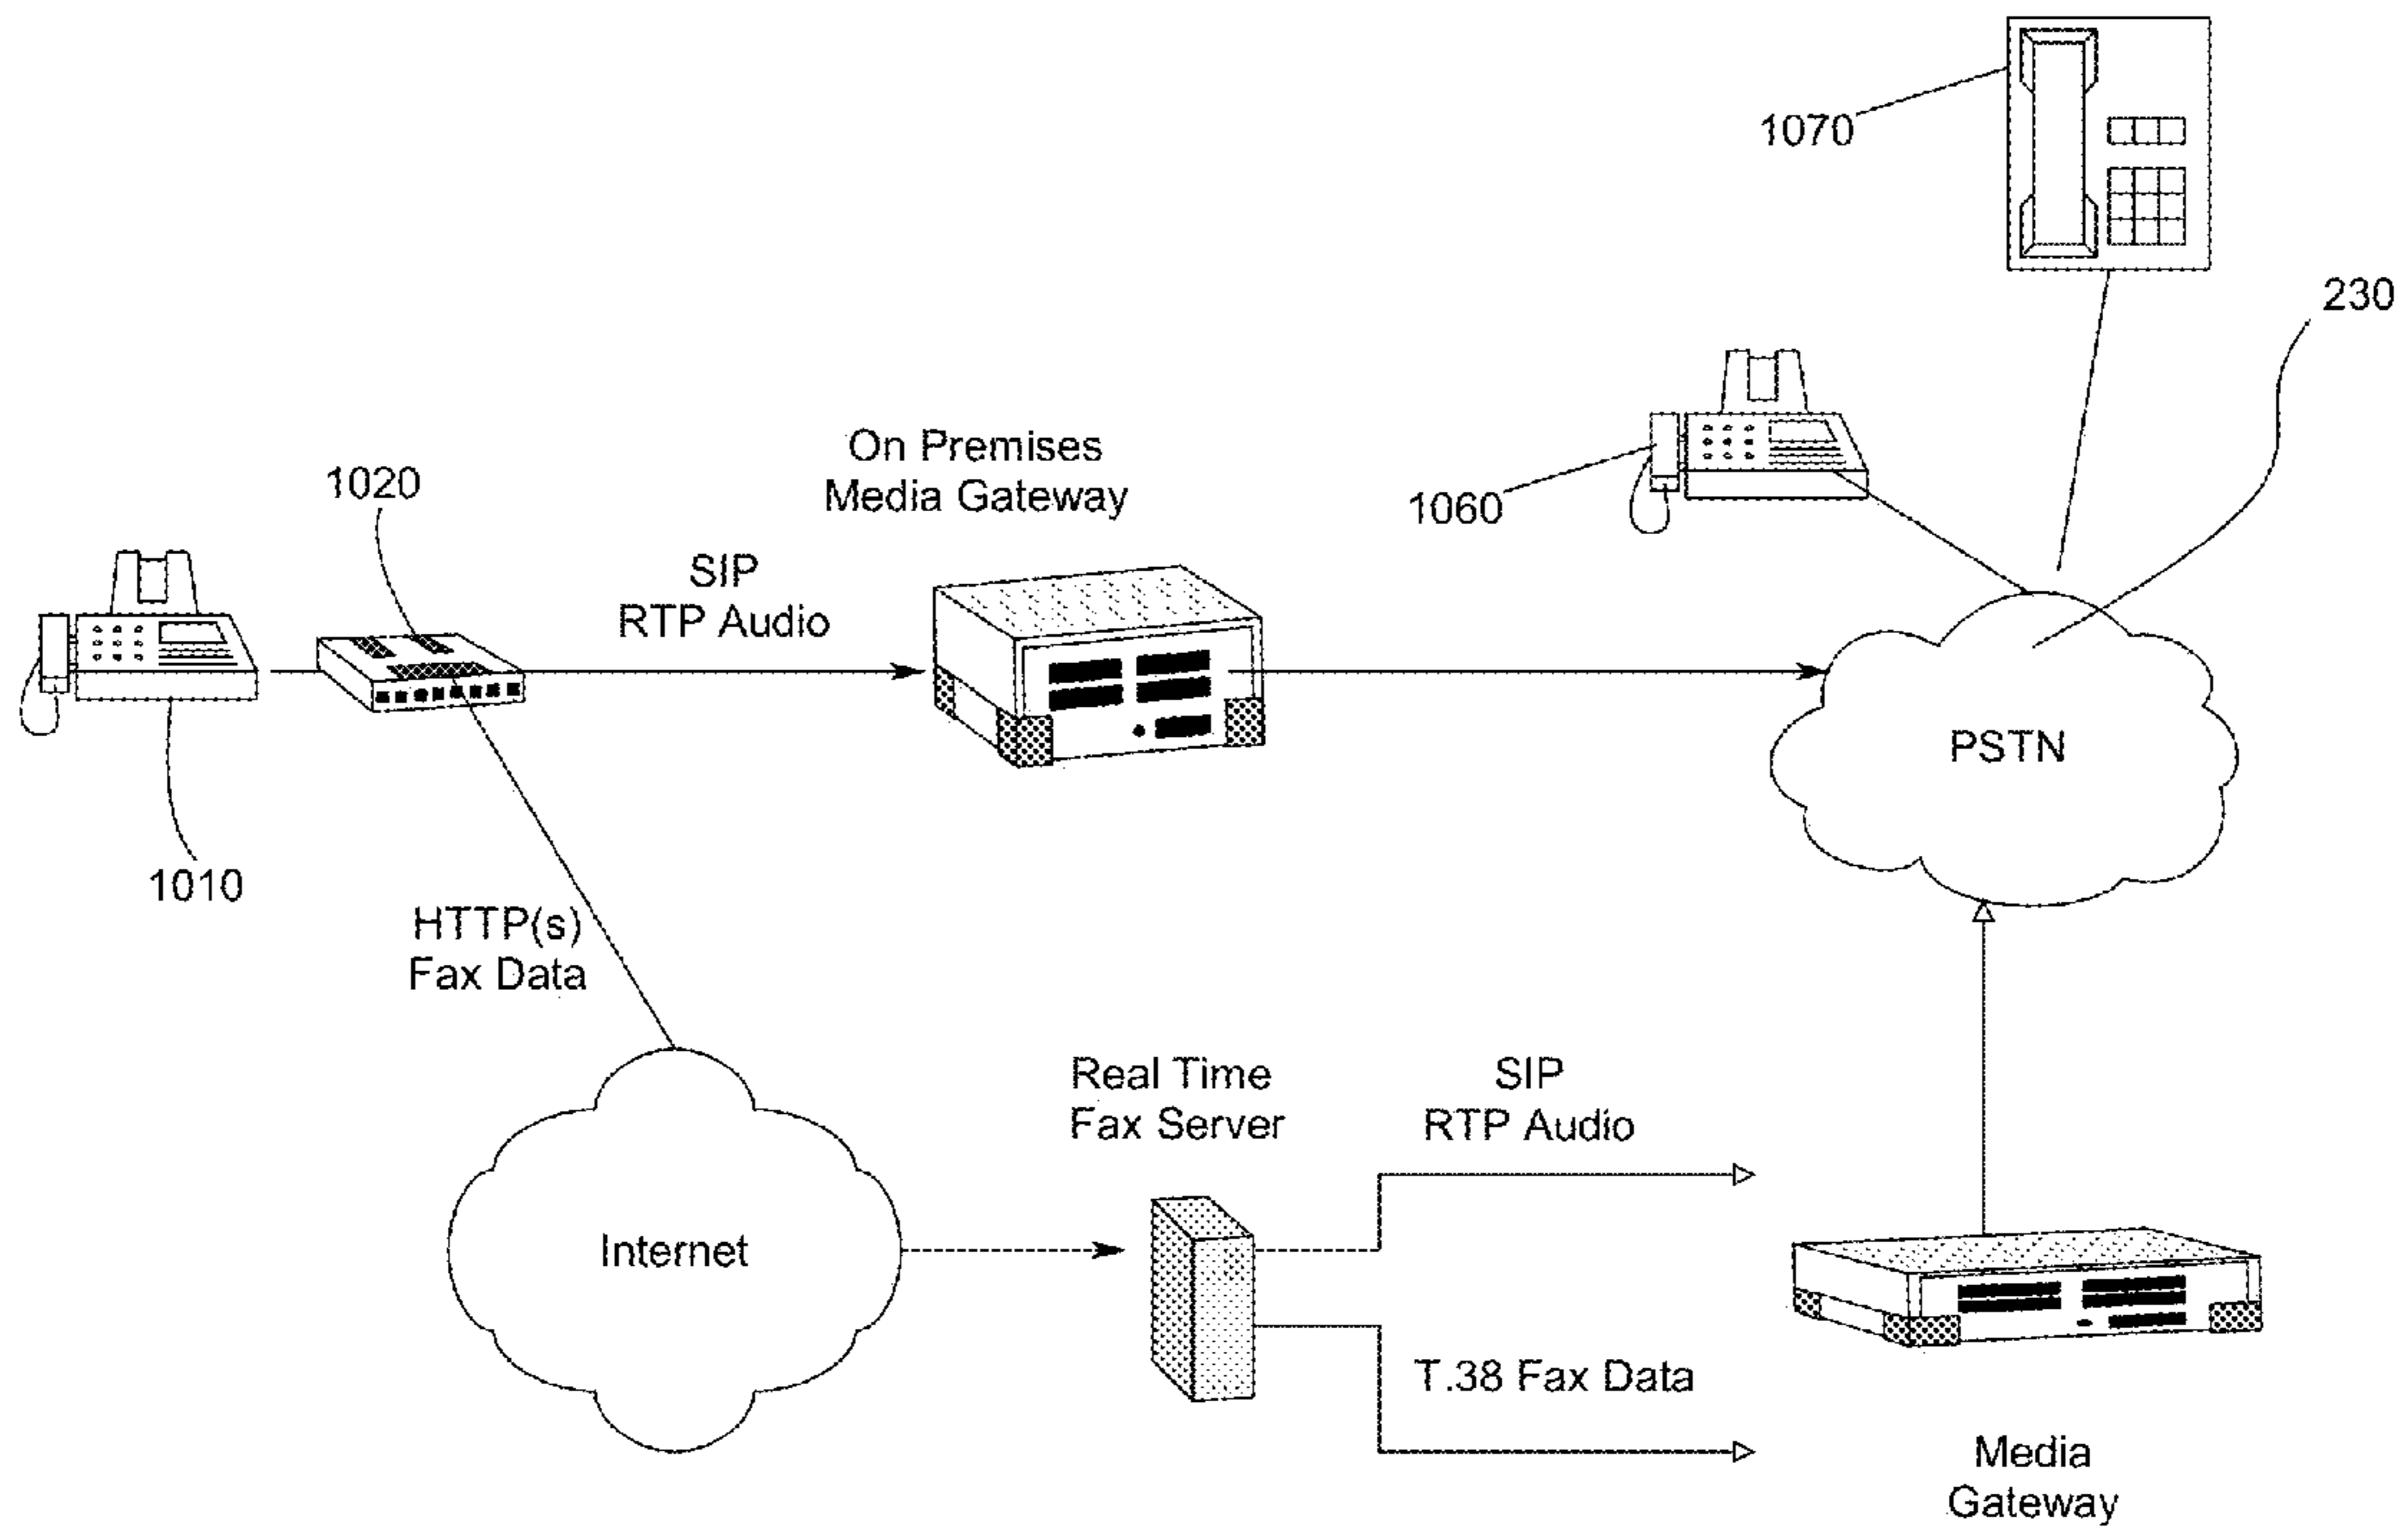 1070
230
On Premises
Media Gateway
1020
1060
SIP
RTP Audio
PSTN
1010
HTTP(s)
Fax Data
Real Time
Fax Server
SIP
RTP Audio
Internet
T.38 Fax Data
Media
Gateway